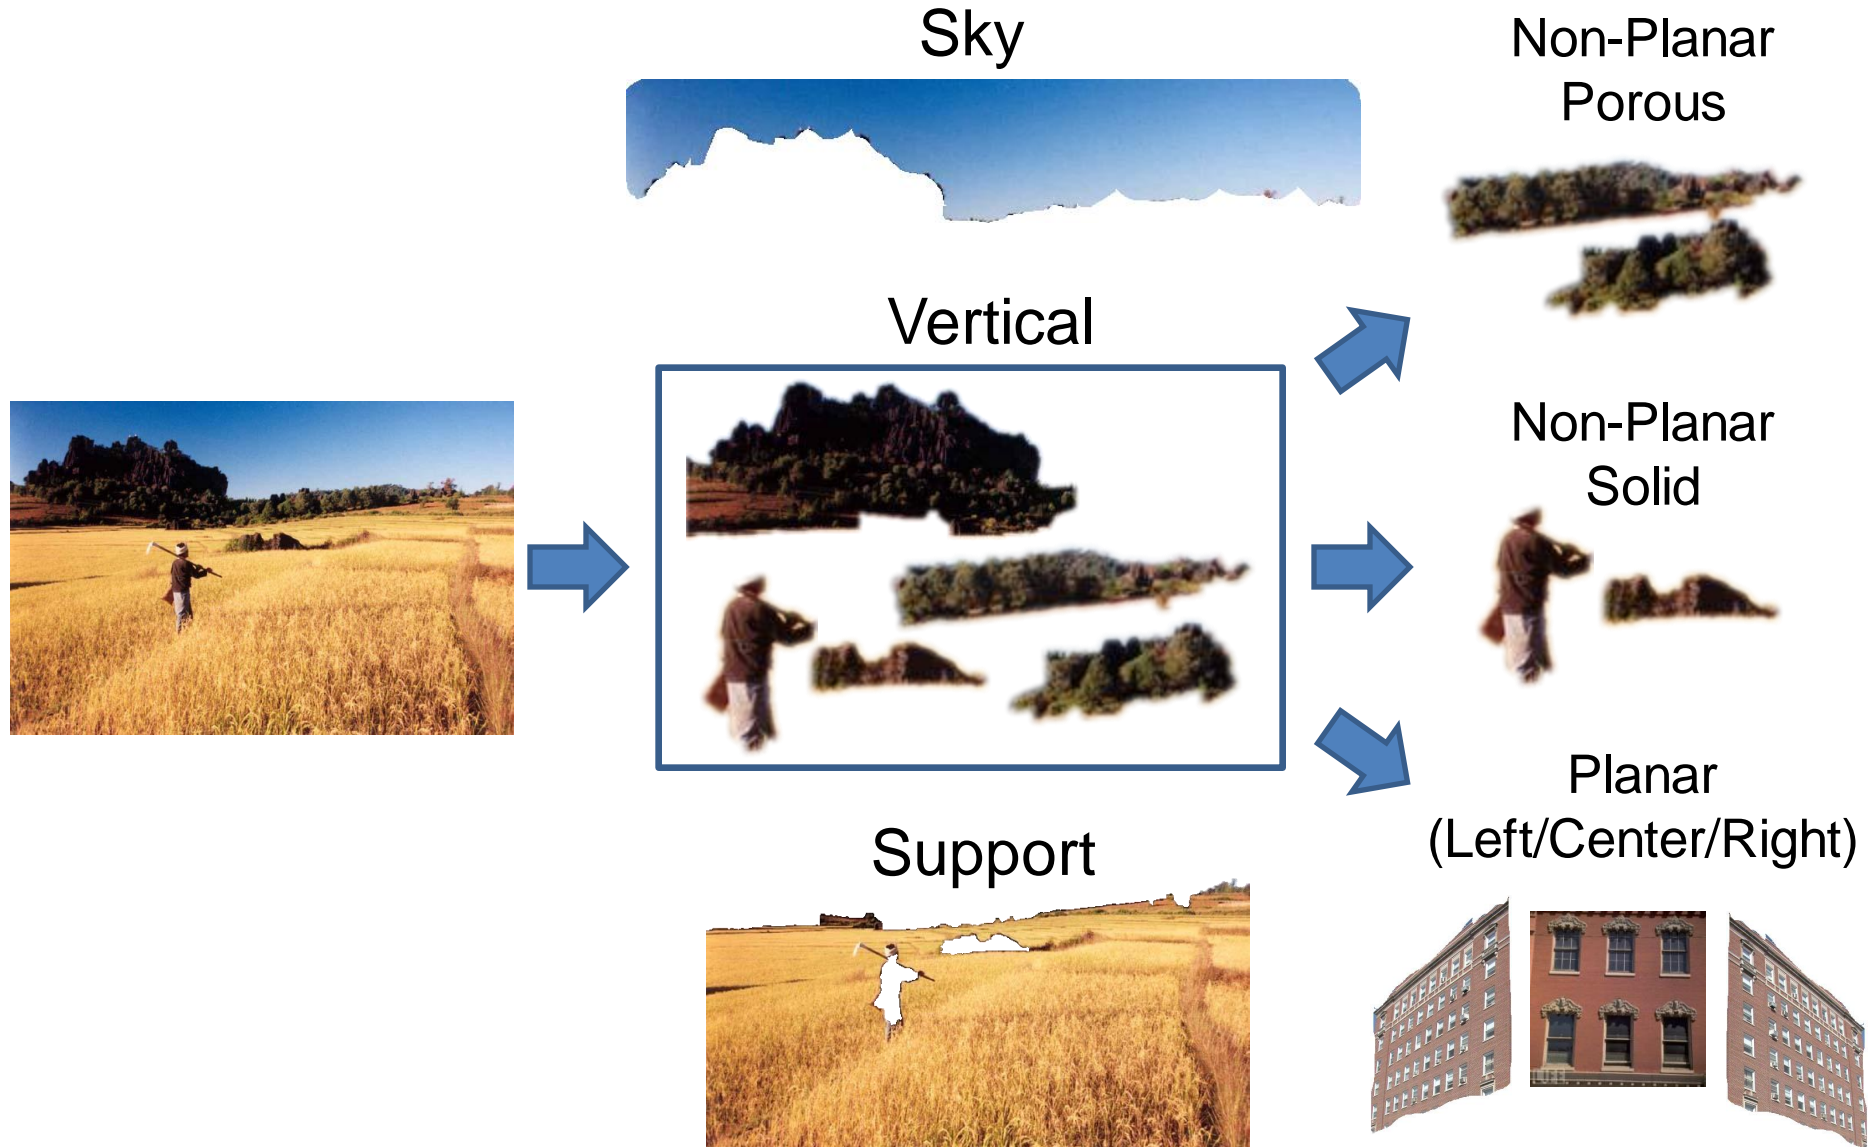 Sky
Vertical
Support
Non-Planar
Porous
Non-Planar
Solid
Planar
(Left/Center/Right)